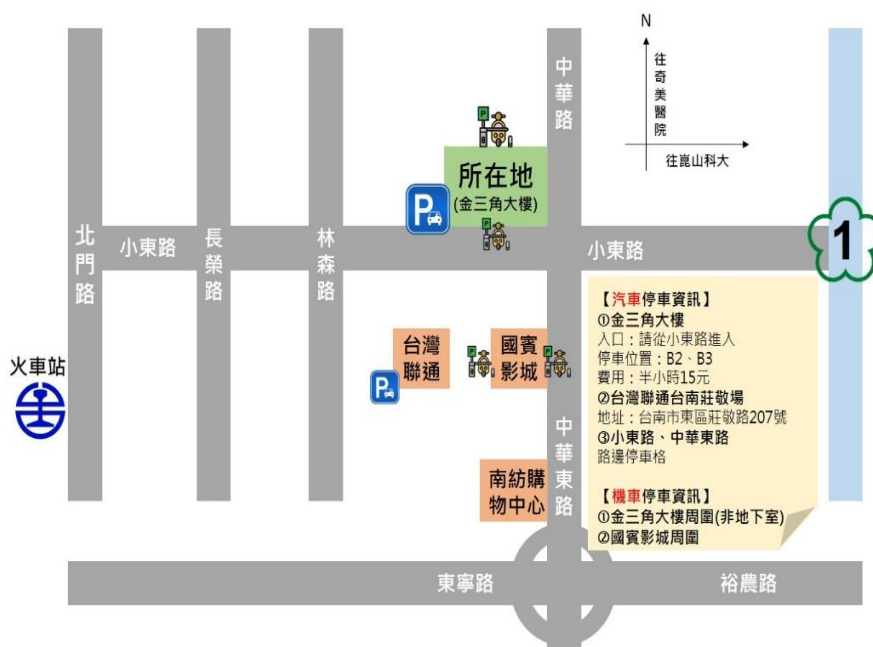 N
往奇美醫院
往崑山科大
中華路
P
所在地
(金三角大樓)
P
P
北門路
小東路
長榮路
林森路
小東路
1
火車站
台灣
聯通
P
P
國賓
影城
P
南紡購
物中心
中華東路
【汽車停車資訊】
①金三角大樓
入口：請從小東路進入
停車位置：B2、B3
費用：半小時15元
②台灣聯通台南莊敬場
地址：台南市東區莊敬路207號
③小東路、中華東路
路邊停車格
【機車停車資訊】
①金三角大樓周圍(非地下室)
②國賓影城周圍
東寧路
裕農路